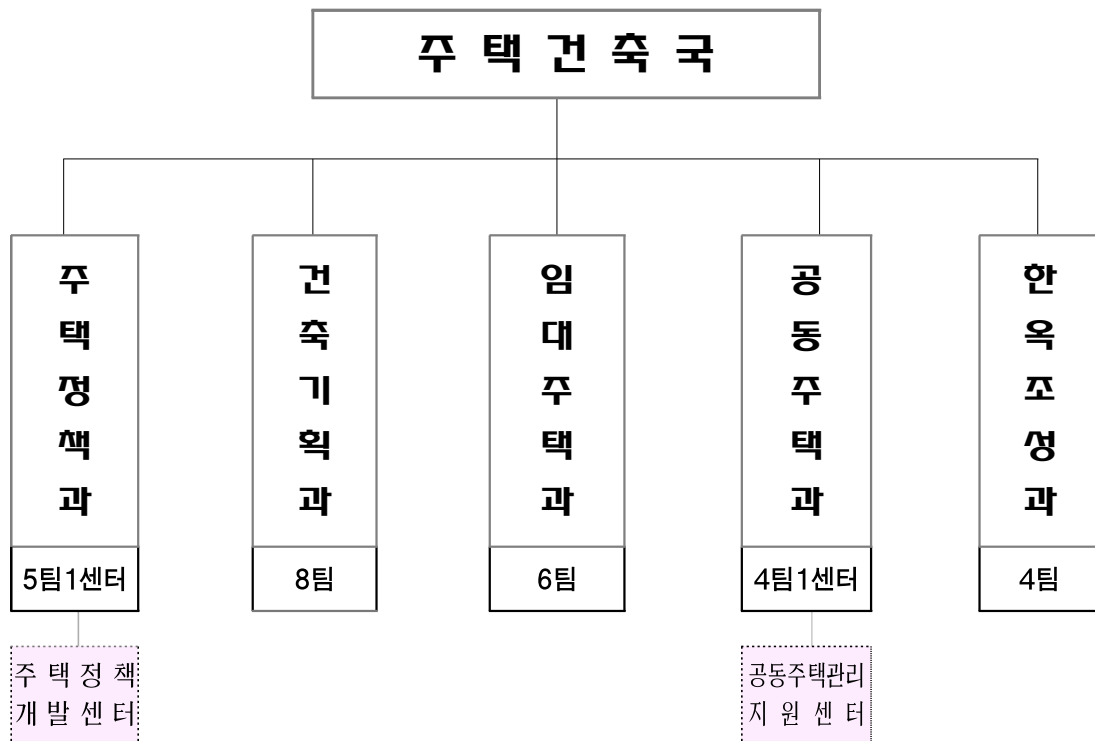 주택건축국
주택정책과
건축기획과
임대주택과
공동주택과
한옥조성과
5팀1센터
8팀
6팀
4팀1센터
4팀
주택정책
개발센터
공동주택관리
지원센터